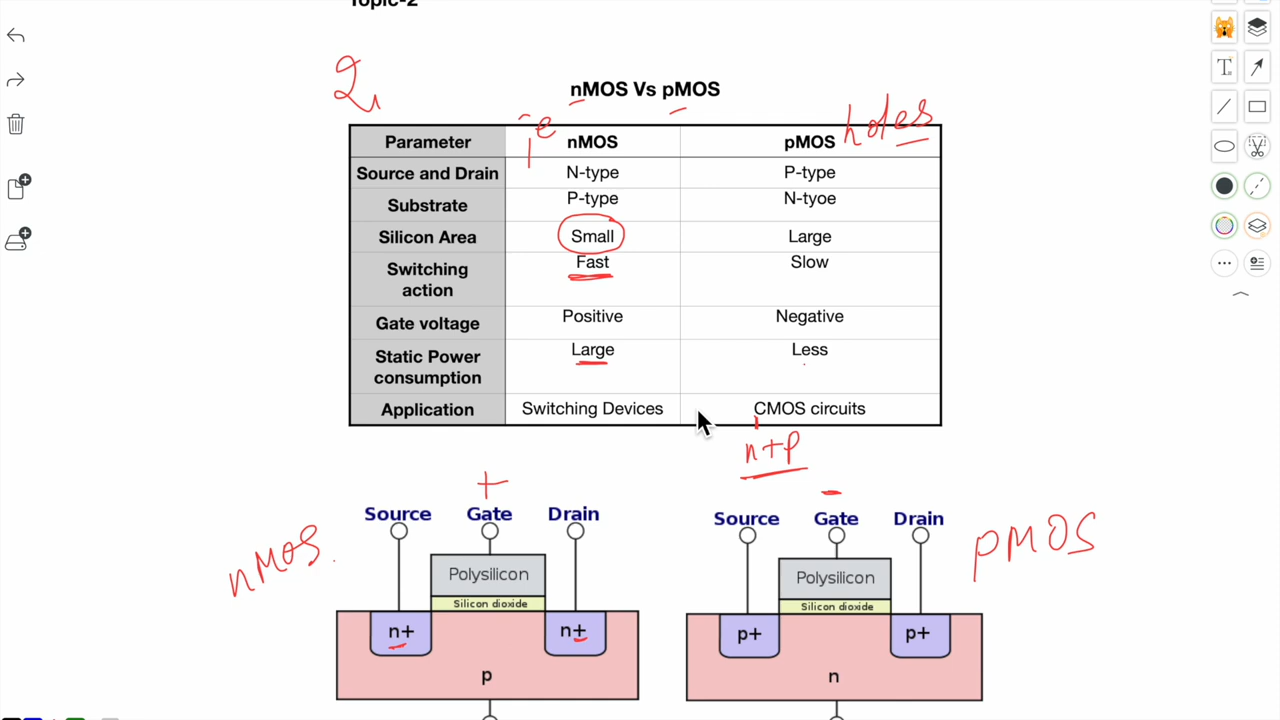 Topic-2
nMOS Vs pMOS
holes
Parameter nMOS pMOS
Source and Drain N-type P-type
Substrate P-type N-tyoe
Silicon Area Small Large
Switching action Fast Slow
Gate voltage Positive Negative
Static Power consumption Large Less
Application Switching Devices CMOS circuits
n+p
+ -
Source Gate Drain Source Gate Drain
nMOS pMOS
Polysilicon Polysilicon
Silicon dioxide Silicon dioxide
n+ n+ p+ p+
p n